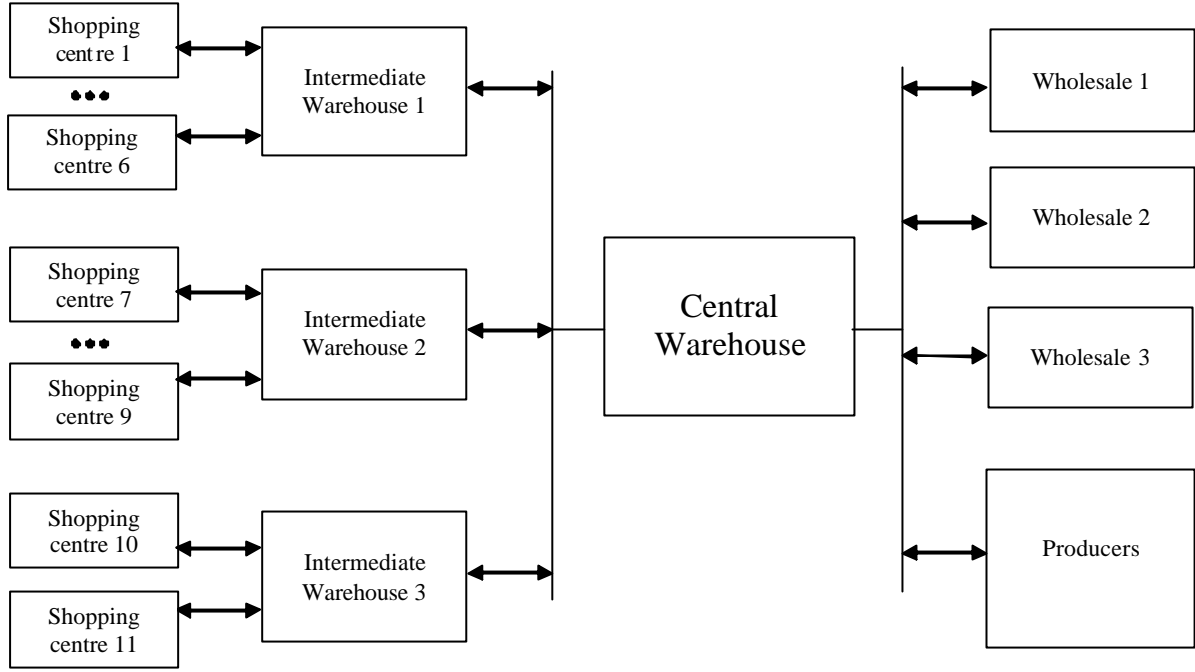 Shopping
centre 1
Shopping
centre 6
Intermediate
Warehouse 1
Shopping
centre 7
Shopping
centre 9
Intermediate
Warehouse 2
Shopping
centre 10
Shopping
centre 11
Intermediate
Warehouse 3
Central
Warehouse
Wholesale 1
Wholesale 2
Wholesale 3
Producers